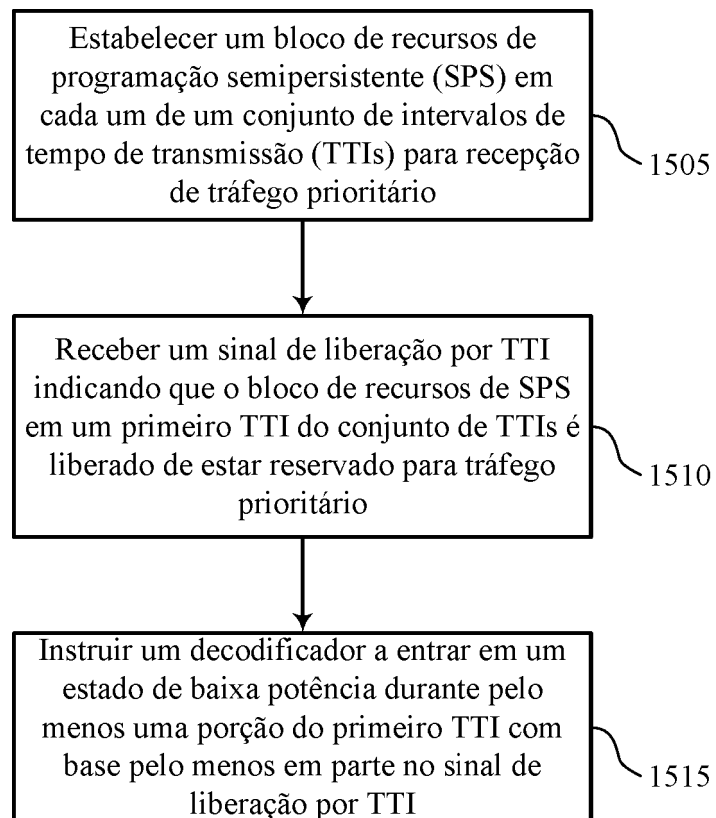 Estabelecer um bloco de recursos de
programação semipersistente (SPS) em
cada um de um conjunto de intervalos de
tempo de transmissão (TTIs) para recepção
de tráfego prioritário
1505
Receber um sinal de liberação por TTI
indicando que o bloco de recursos de SPS
em um primeiro TTI do conjunto de TTIs é
liberado de estar reservado para tráfego
prioritário
1510
Instruir um decodificador a entrar em um
estado de baixa potência durante pelo
menos uma porção do primeiro TTI com
base pelo menos em parte no sinal de
liberação por TTI
1515